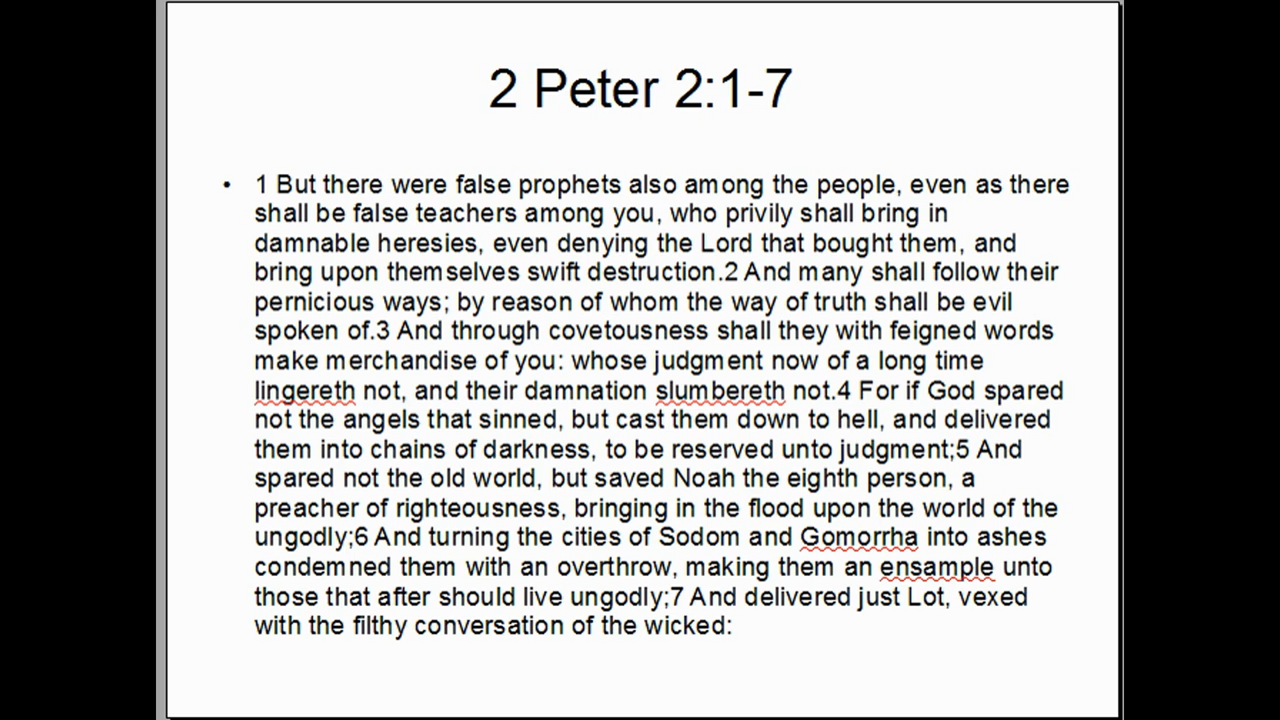 2 Peter 2:1-7
• 1 But there were false prophets also among the people, even as there
shall be false teachers among you, who privily shall bring in
damnable heresies, even denying the Lord that bought them, and
bring upon themselves swift destruction.2 And many shall follow their
pernicious ways; by reason of whom the way of truth shall be evil
spoken of.3 And through covetousness shall they with feigned words
make merchandise of you: whose judgment now of a long time
lingereth not, and their damnation slumbereth not.4 For if God spared
not the angels that sinned, but cast them down to hell, and delivered
them into chains of darkness, to be reserved unto judgment;5 And
spared not the old world, but saved Noah the eighth person, a
preacher of righteousness, bringing in the flood upon the world of the
ungodly;6 And turning the cities of Sodom and Gomorrha into ashes
condemned them with an overthrow, making them an ensample unto
those that after should live ungodly;7 And delivered just Lot, vexed
with the filthy conversation of the wicked: